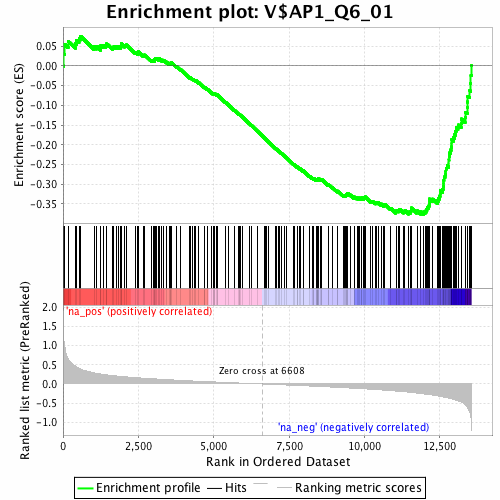 Enrichment plot: V$AP1_Q6_01
Enrichment score (ES)
0.05
0.00
-0.05
-0.10
-0.15
-0.20
-0.25
-0.30
-0.35
Ranked list metric (PreRanked)
2.0
1.5
1.0
0.5
0.0
-0.5
-1.0
'na_pos' (positively correlated)
Zero cross at 6608
'na_neg' (negatively correlated)
0 2,500 5,000 7,500 10,000 12,500
Rank in Ordered Dataset
Enrichment profile Hits Ranking metric scores